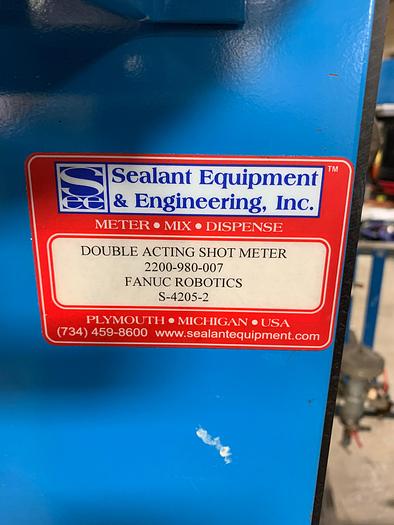 See
Sealant Equipment
& Engineering, Inc.
TM
METER • MIX • DISPENSE
DOUBLE ACTING SHOT METER
2200-980-007
FANUC ROBOTICS
S-4205-2
PLYMOUTH • MICHIGAN • USA
(734) 459-8600 www.sealantequipment.com